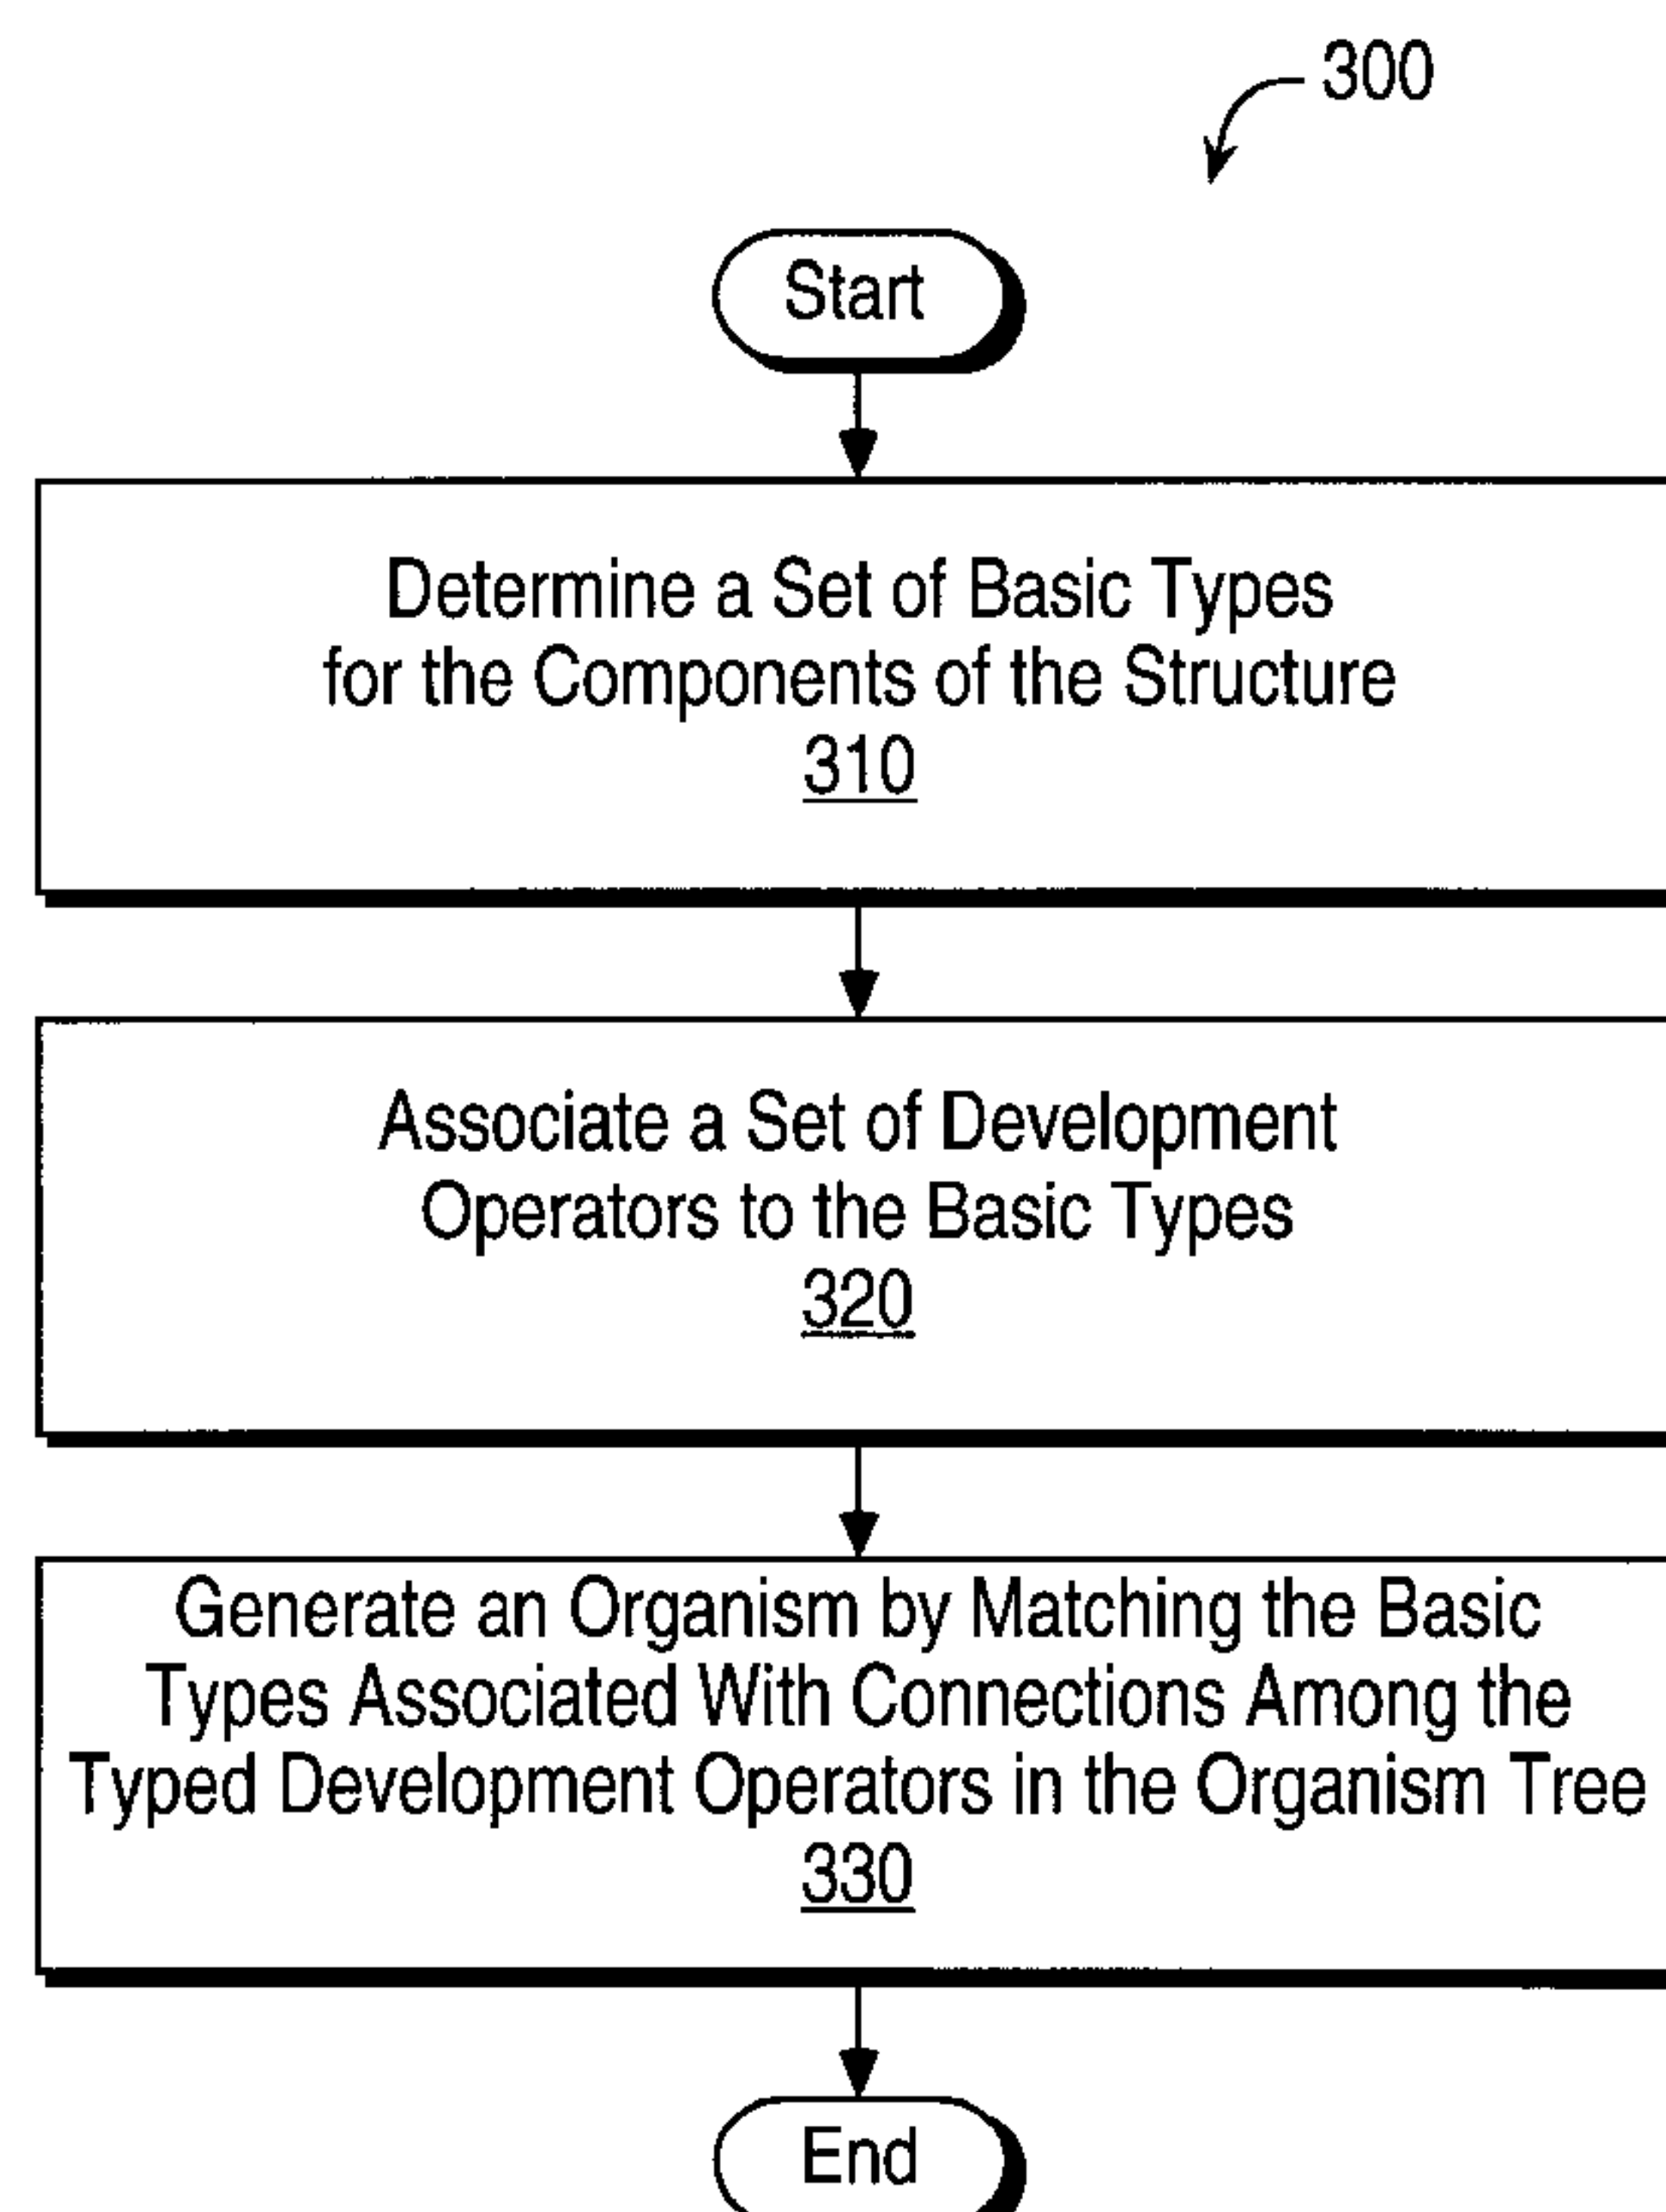 300
Start
Determine a Set of Basic Types
for the Components of the Structure
310
Associate a Set of Development
Operators to the Basic Types
320
Generate an Organism by Matching the Basic
Types Associated With Connections Among the
Typed Development Operators in the Organism Tree
330
End